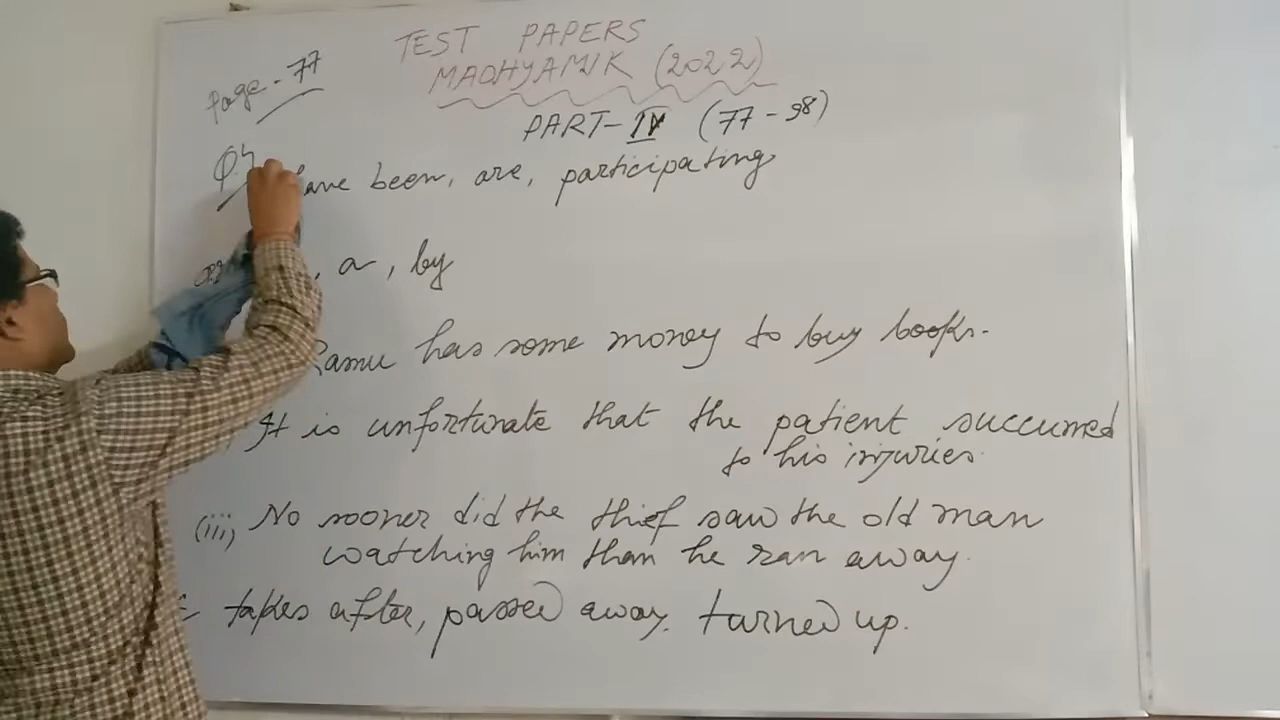 TEST PAPERS
MADHYAMIK (2022)
Page - 77
PART-IV (77-98)
have been, are, participating
, a, by
Ramu has some money to buy books.
It is unfortunate that the patient succumed
to his injuries.
(iii) No sooner did the thief saw the old man
watching him than he ran away.
takes after, passed away, turned up.